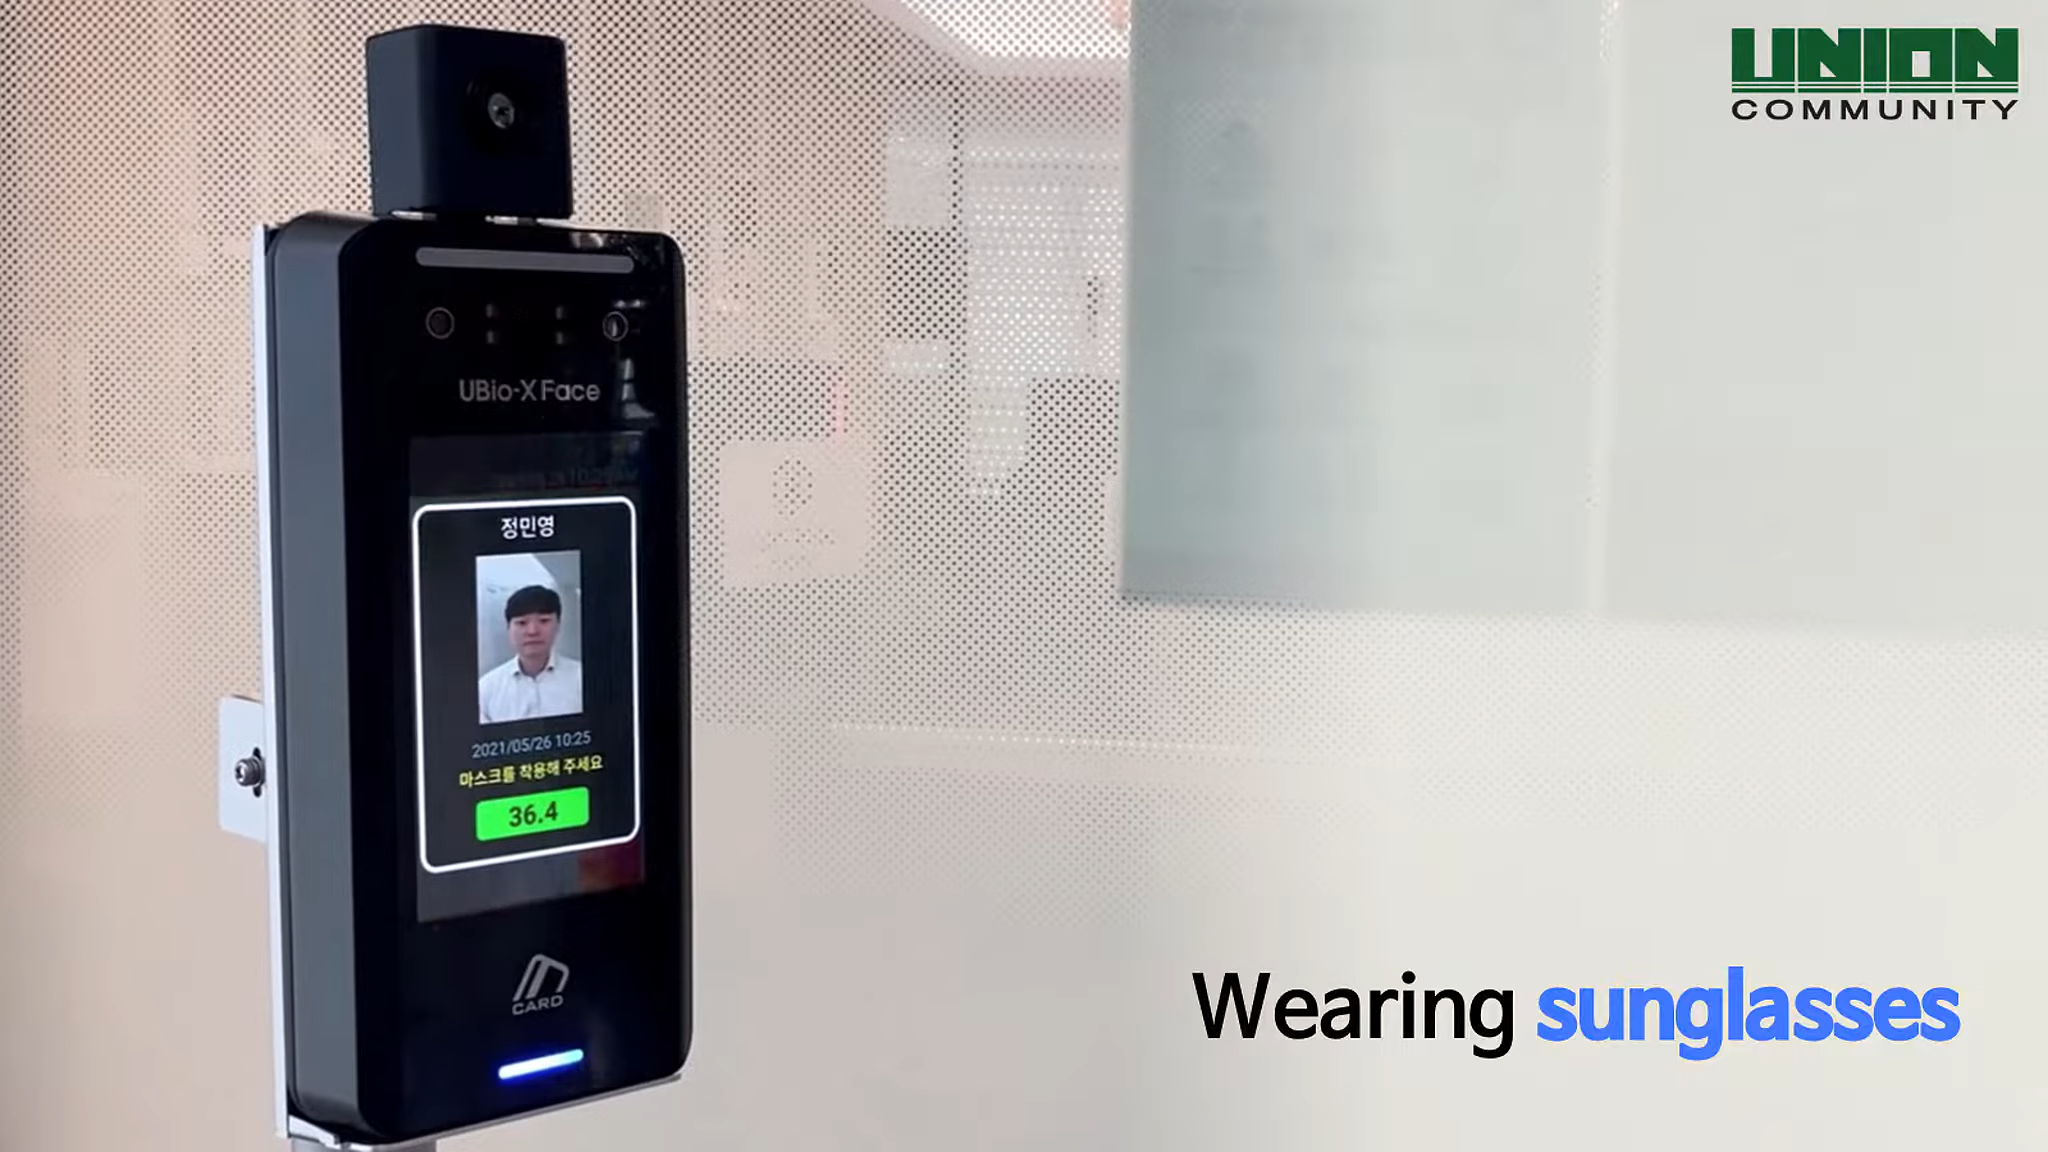 UNION
COMMUNITY
UBio-X Face
정민영
2021/05/26 10:25
마스크를 착용해 주세요
36.4
CARD
Wearing sunglasses